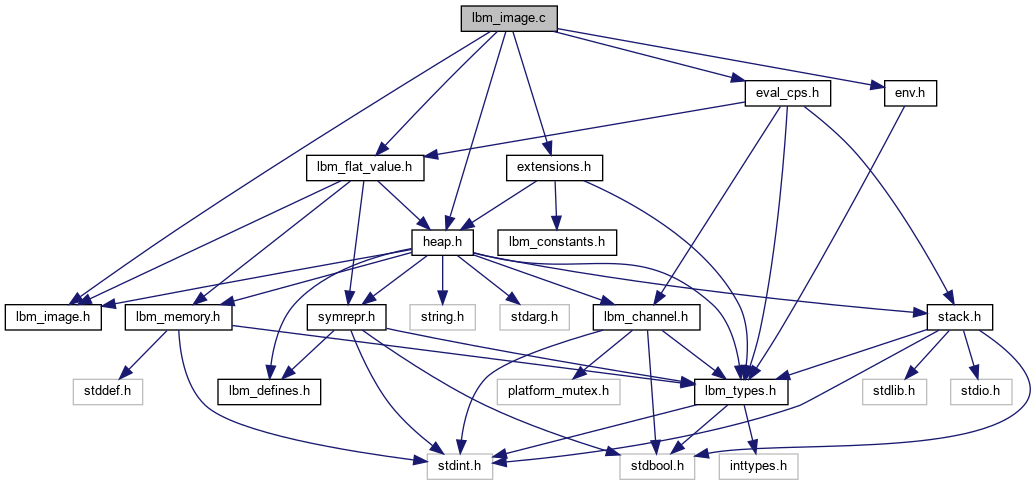 lbm_image.c
eval_cps.h
env.h
lbm_flat_value.h
extensions.h
heap.h
lbm_constants.h
lbm_image.h
lbm_memory.h
symrepr.h
string.h
stdarg.h
lbm_channel.h
stack.h
stddef.h
lbm_defines.h
platform_mutex.h
lbm_types.h
stdlib.h
stdio.h
stdint.h
stdbool.h
inttypes.h